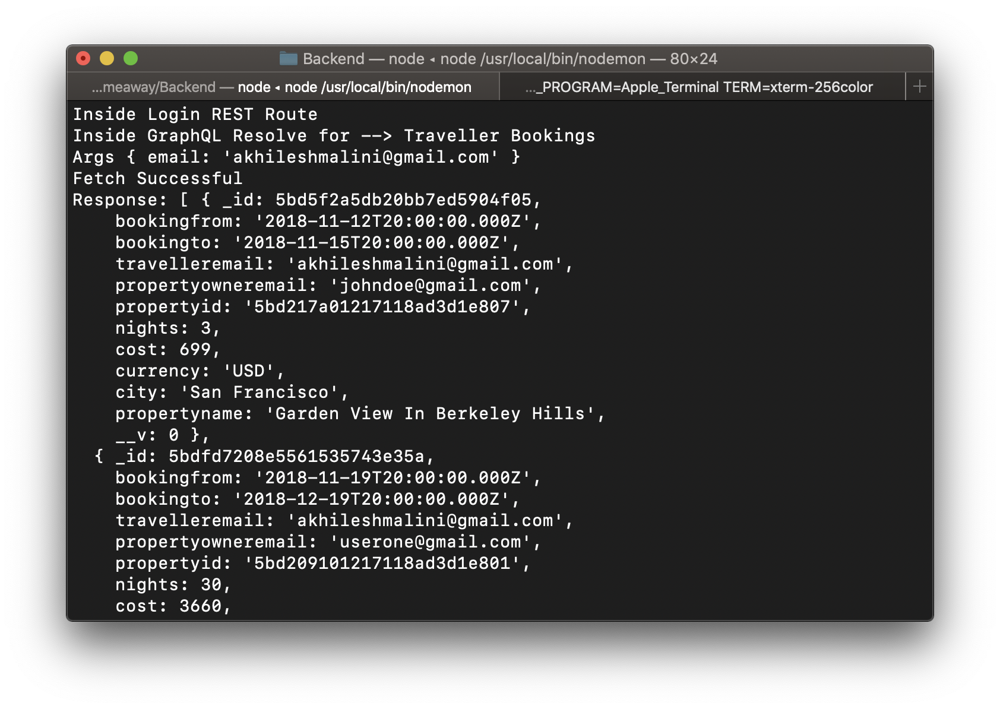 Backend — node ◂ node /usr/local/bin/nodemon — 80×24
...meaway/Backend — node ◂ node /usr/local/bin/nodemon
..._PROGRAM=Apple_Terminal TERM=xterm-256color
Inside Login REST Route
Inside GraphQL Resolve for --> Traveller Bookings
Args { email: 'akhileshmalini@gmail.com' }
Fetch Successful
Response: [ { _id: 5bd5f2a5db20bb7ed5904f05,
    bookingfrom: '2018-11-12T20:00:00.000Z',
    bookingto: '2018-11-15T20:00:00.000Z',
    travelleremail: 'akhileshmalini@gmail.com',
    propertyowneremail: 'johndoe@gmail.com',
    propertyid: '5bd217a01217118ad3d1e807',
    nights: 3,
    cost: 699,
    currency: 'USD',
    city: 'San Francisco',
    propertyname: 'Garden View In Berkeley Hills',
    __v: 0 },
  { _id: 5bdfd7208e5561535743e35a,
    bookingfrom: '2018-11-19T20:00:00.000Z',
    bookingto: '2018-12-19T20:00:00.000Z',
    travelleremail: 'akhileshmalini@gmail.com',
    propertyowneremail: 'userone@gmail.com',
    propertyid: '5bd209101217118ad3d1e801',
    nights: 30,
    cost: 3660,